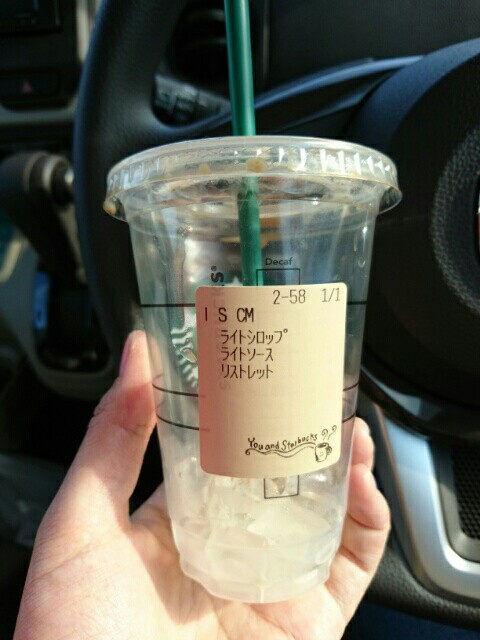 Decaf
2-58 1/1
I S CM
ライトシロップ
ライトソース
リストレット
You and Starbucks